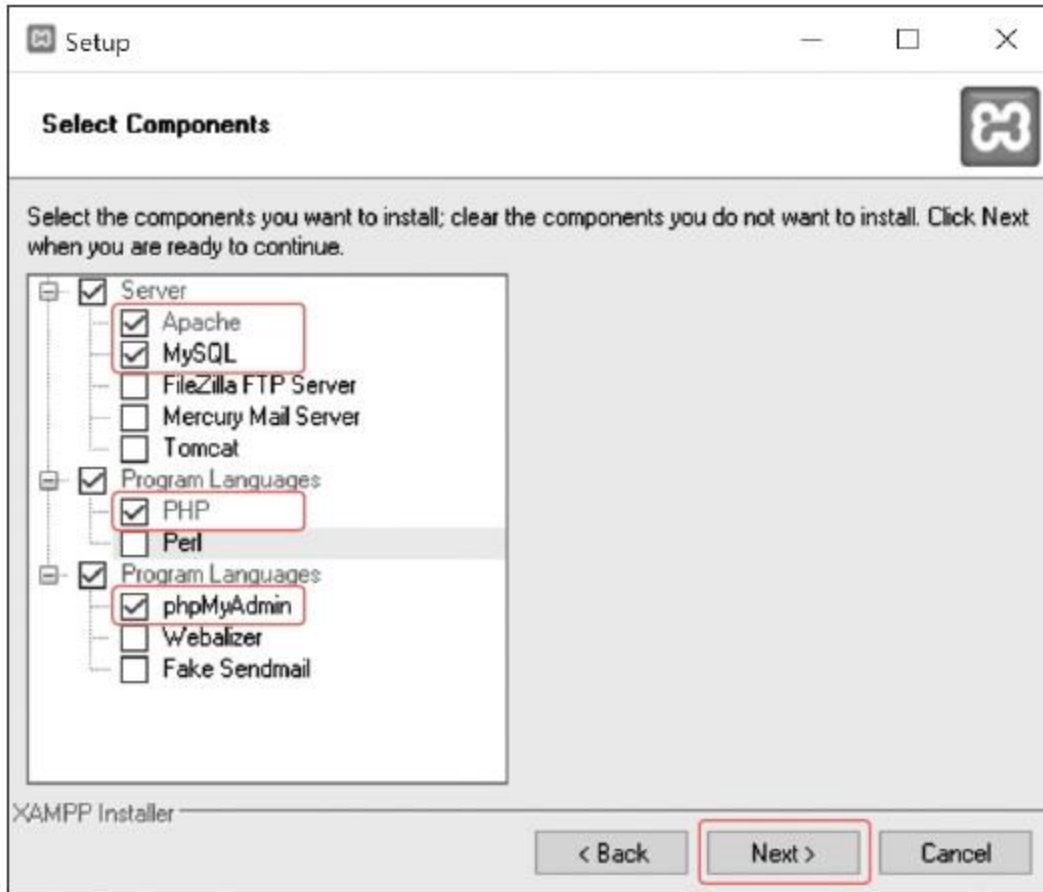 Setup
Select Components
Select the components you want to install; clear the components you do not want to install. Click Next
when you are ready to continue.
Server
Apache
MySQL
FileZilla FTP Server
Mercury Mail Server
Tomcat
Program Languages
PHP
Perl
Program Languages
phpMyAdmin
Webalizer
Fake Sendmail
XAMPP Installer
< Back
Next >
Cancel